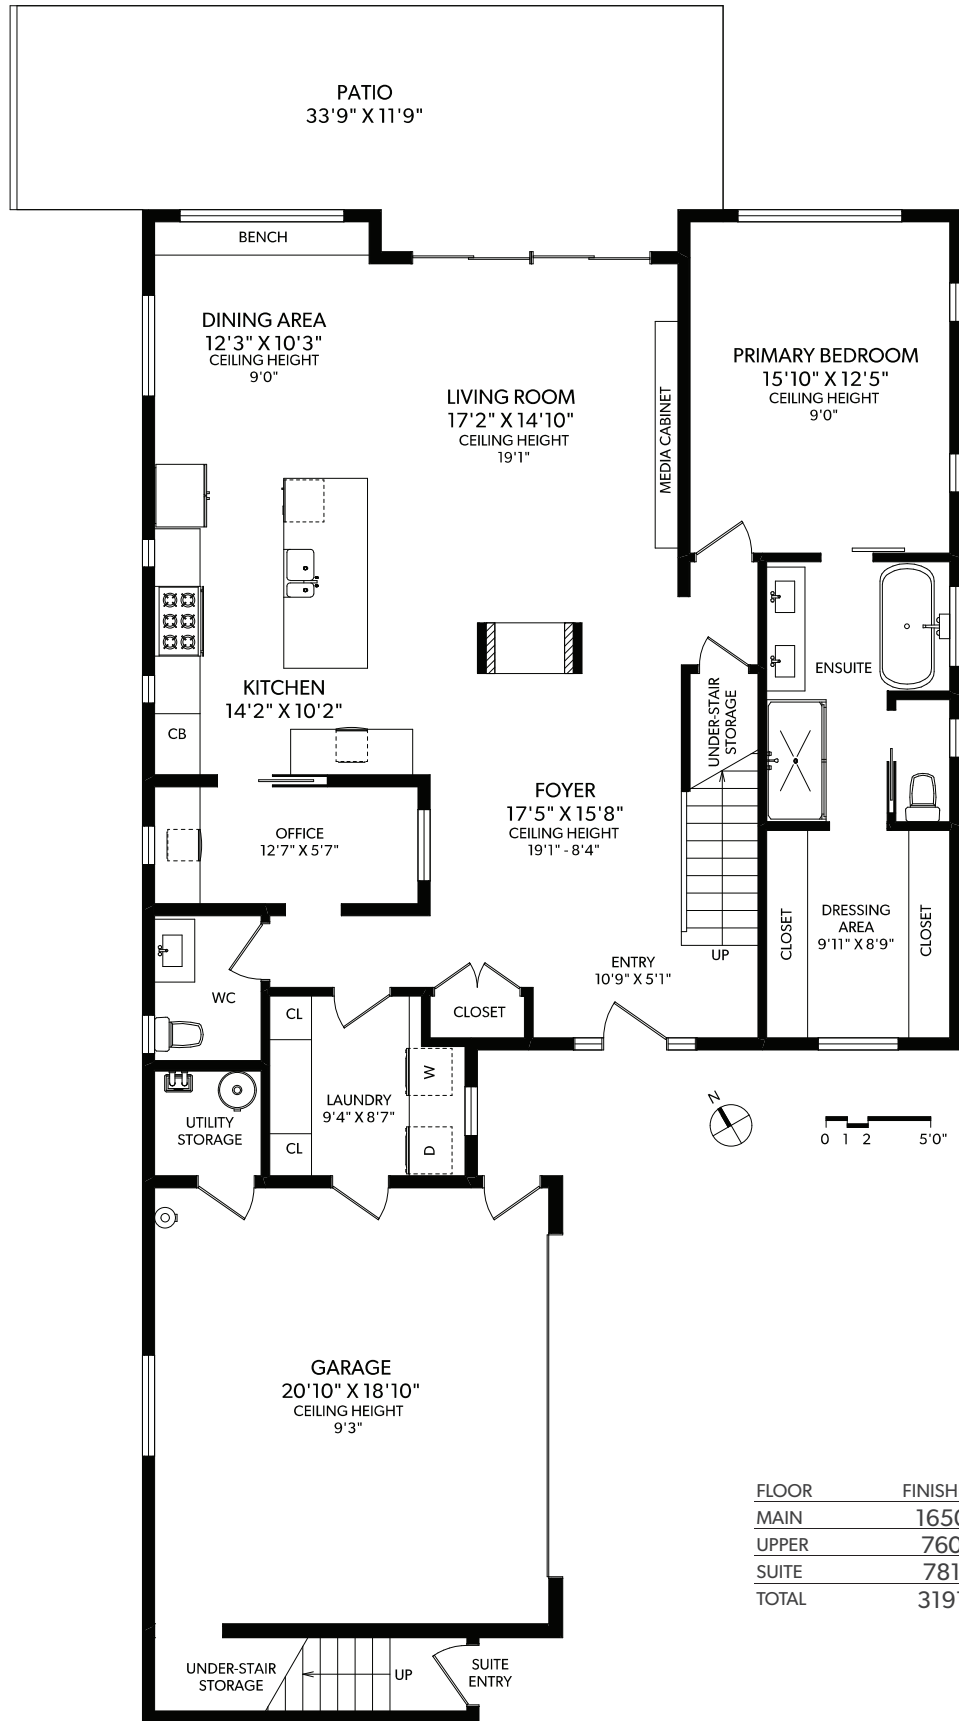 PATIO
33'9" X 11'9"
BENCH
DINING AREA
12'3" X 10'3"
CEILING HEIGHT
9'0"
LIVING ROOM
17'2" X 14'10"
CEILING HEIGHT
19'1"
MEDIA CABINET
PRIMARY BEDROOM
15'10" X 12'5"
CEILING HEIGHT
9'0"
ENSUITE
UNDER-STAIR
STORAGE
KITCHEN
14'2" X 10'2"
CB
FOYER
17'5" X 15'8"
CEILING HEIGHT
19'1" - 8'4"
OFFICE
12'7" X 5'7"
CLOSET
DRESSING
AREA
9'11" X 8'9"
CLOSET
UP
ENTRY
10'9" X 5'1"
WC
CL
CLOSET
W
LAUNDRY
9'4" X 8'7"
UTILITY
STORAGE
CL
D
N
0 1 2 5'0"
GARAGE
20'10" X 18'10"
CEILING HEIGHT
9'3"
FLOOR FINISH
MAIN 1650
UPPER 760
SUITE 781
TOTAL 3191
UNDER-STAIR
STORAGE
UP
SUITE
ENTRY